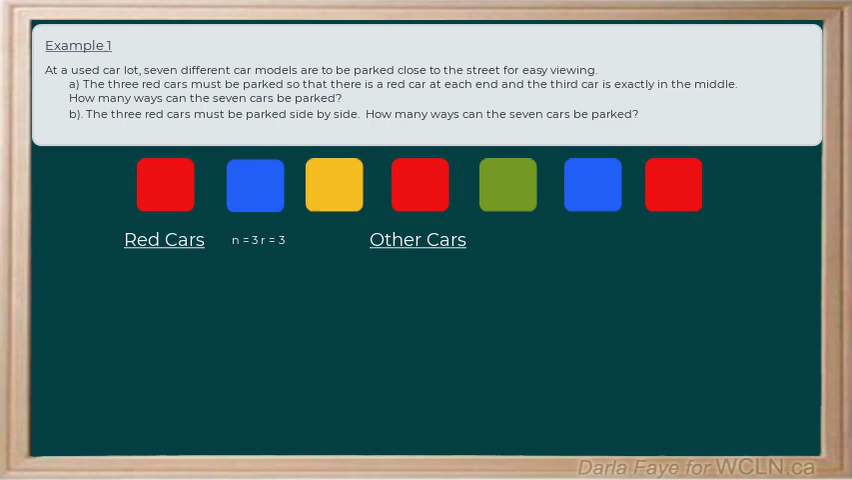 Example 1
At a used car lot, seven different car models are to be parked close to the street for easy viewing.
a) The three red cars must be parked so that there is a red car at each end and the third car is exactly in the middle.
How many ways can the seven cars be parked?
b). The three red cars must be parked side by side. How many ways can the seven cars be parked?
Red Cars n = 3 r = 3 Other Cars
Darla Faye for WCLN.ca